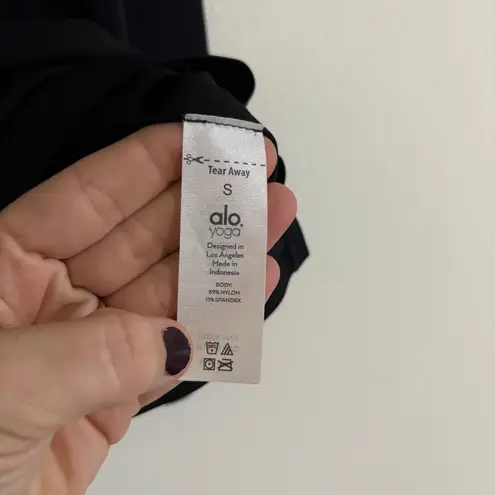 Tear Away
S
alo
yoga
Designed in
Los Angeles
Made in
Indonesia
BODY:
89% NYLON
11% SPANDEX